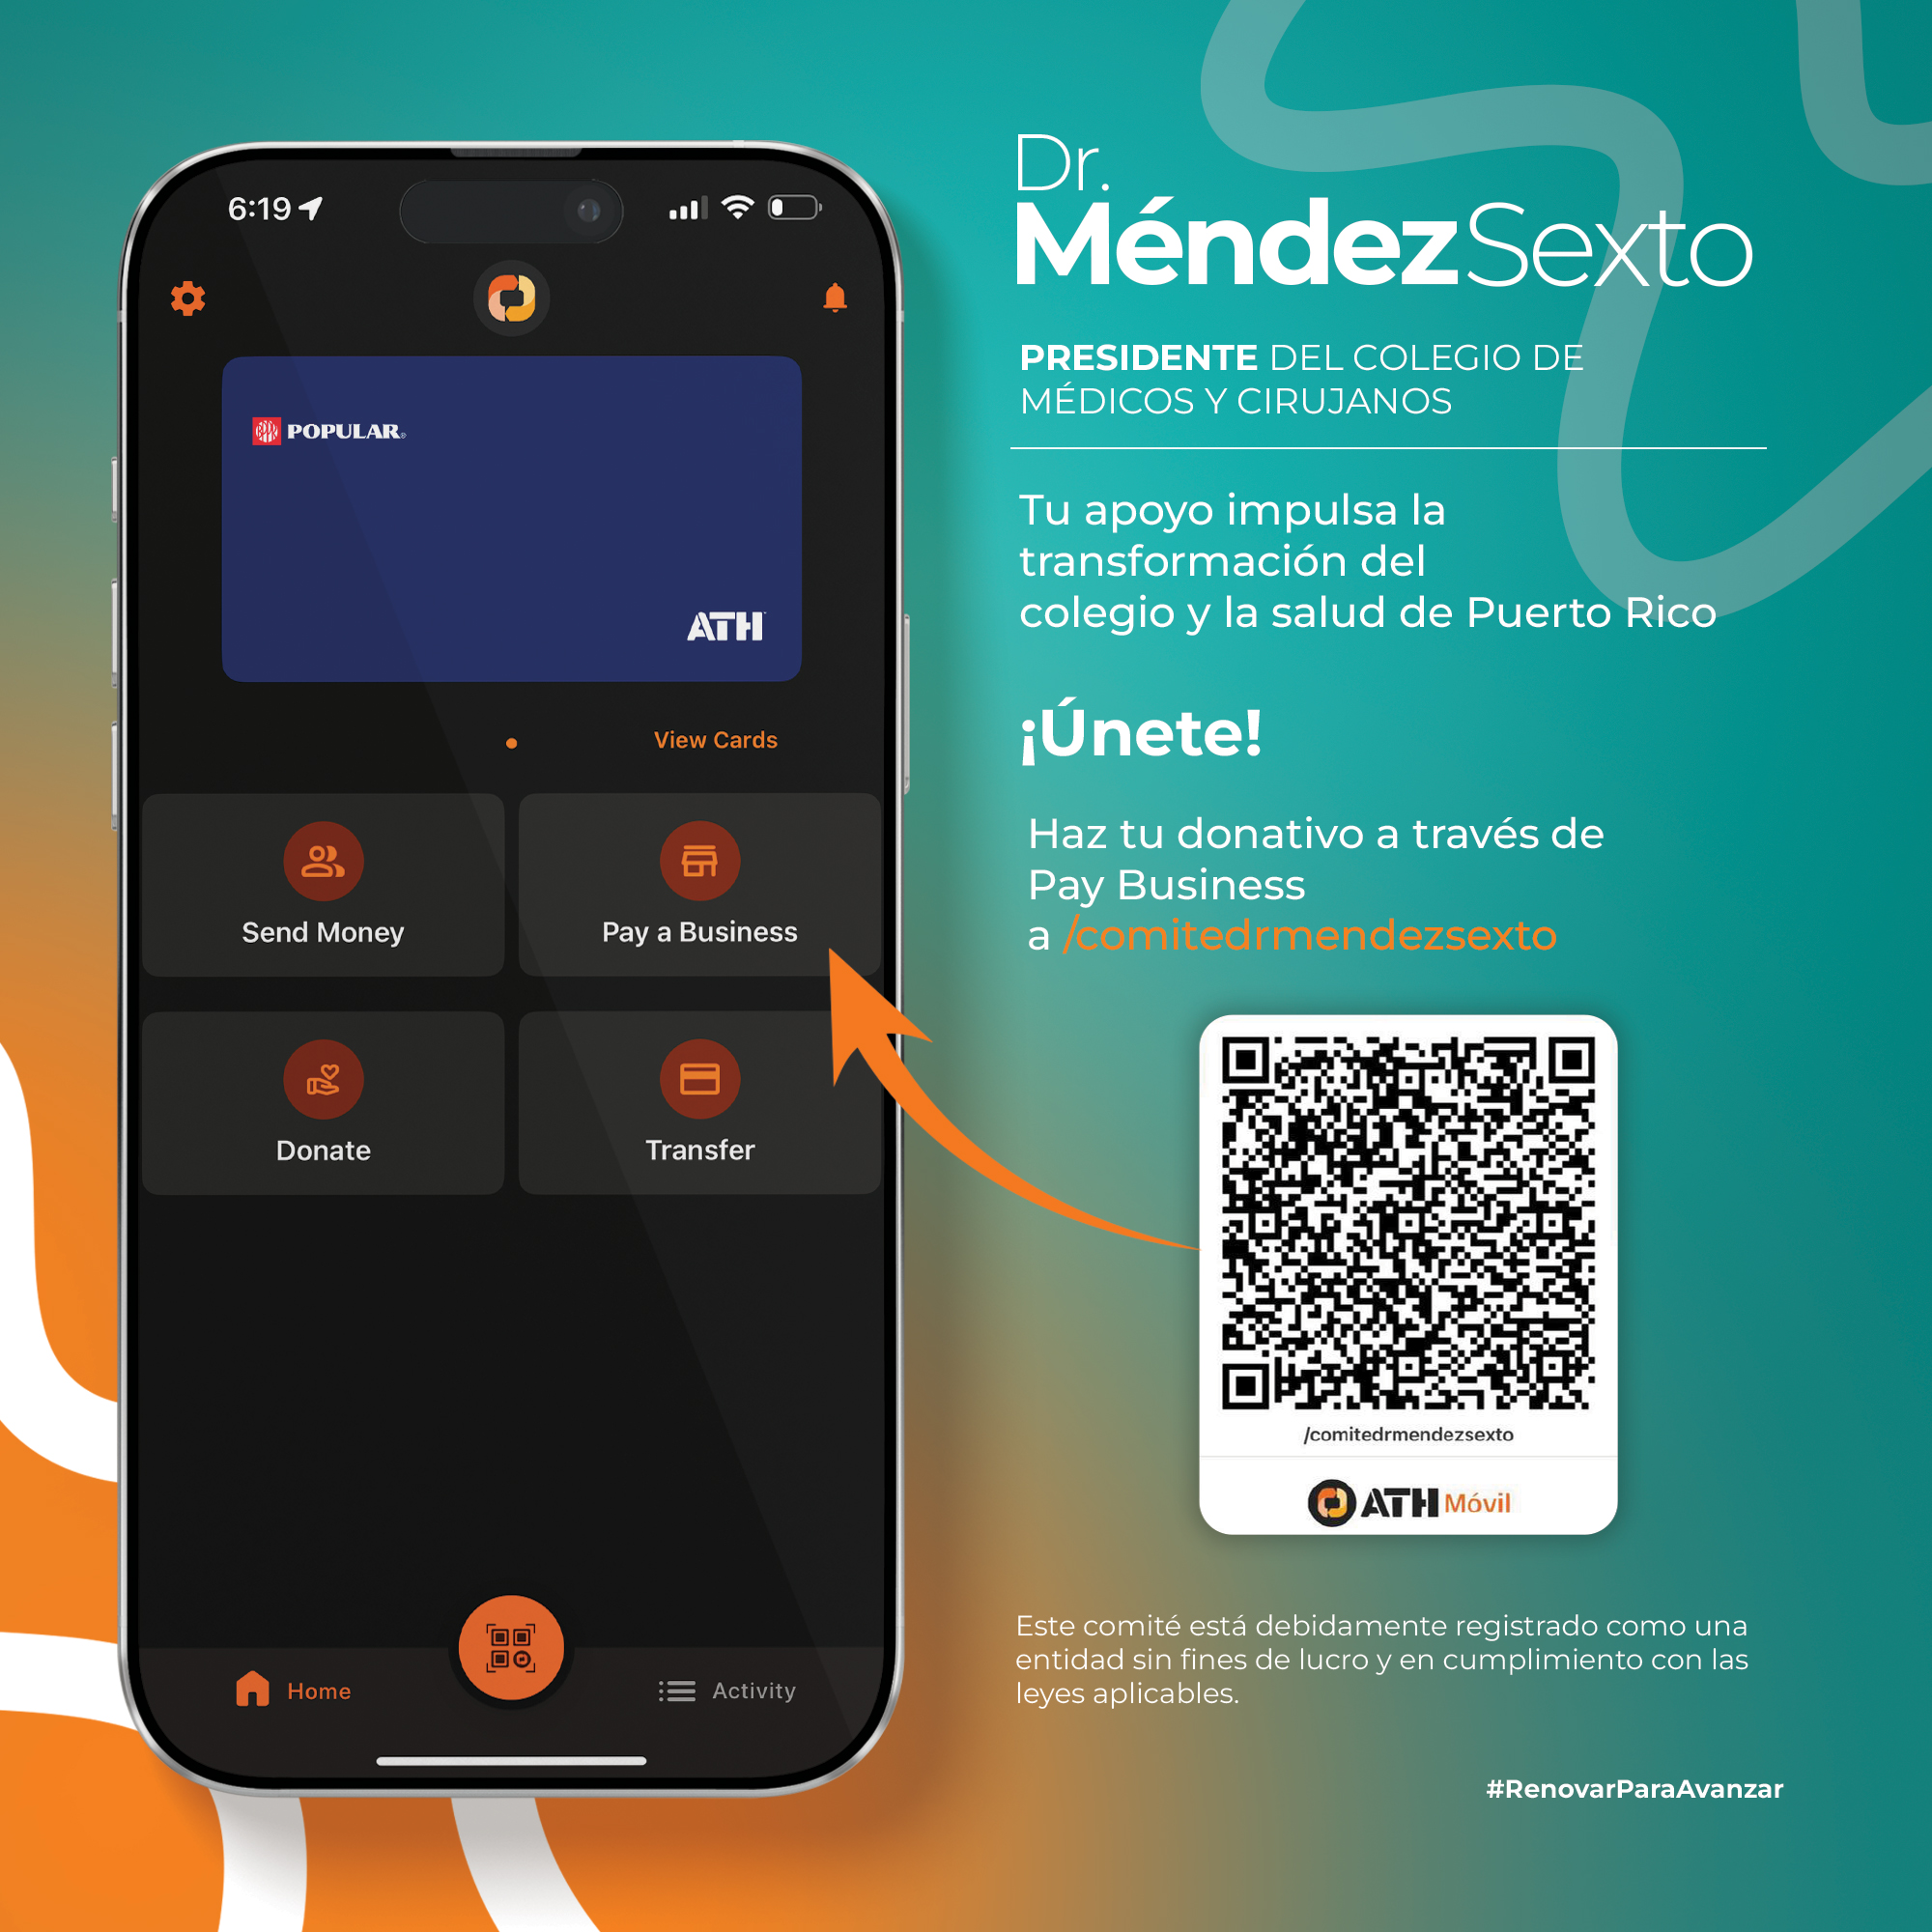 6:19
POPULAR®
ATH
View Cards
Send Money
Pay a Business
Donate
Transfer
Home
Activity
Dr.
MéndezSexto
PRESIDENTE DEL COLEGIO DE
MÉDICOS Y CIRUJANOS
Tu apoyo impulsa la
transformación del
colegio y la salud de Puerto Rico
¡Únete!
Haz tu donativo a través de
Pay Business
a /comitedrmendezsexto
/comitedrmendezsexto
ATH Móvil
Este comité está debidamente registrado como una
entidad sin fines de lucro y en cumplimiento con las
leyes aplicables.
#RenovarParaAvanzar